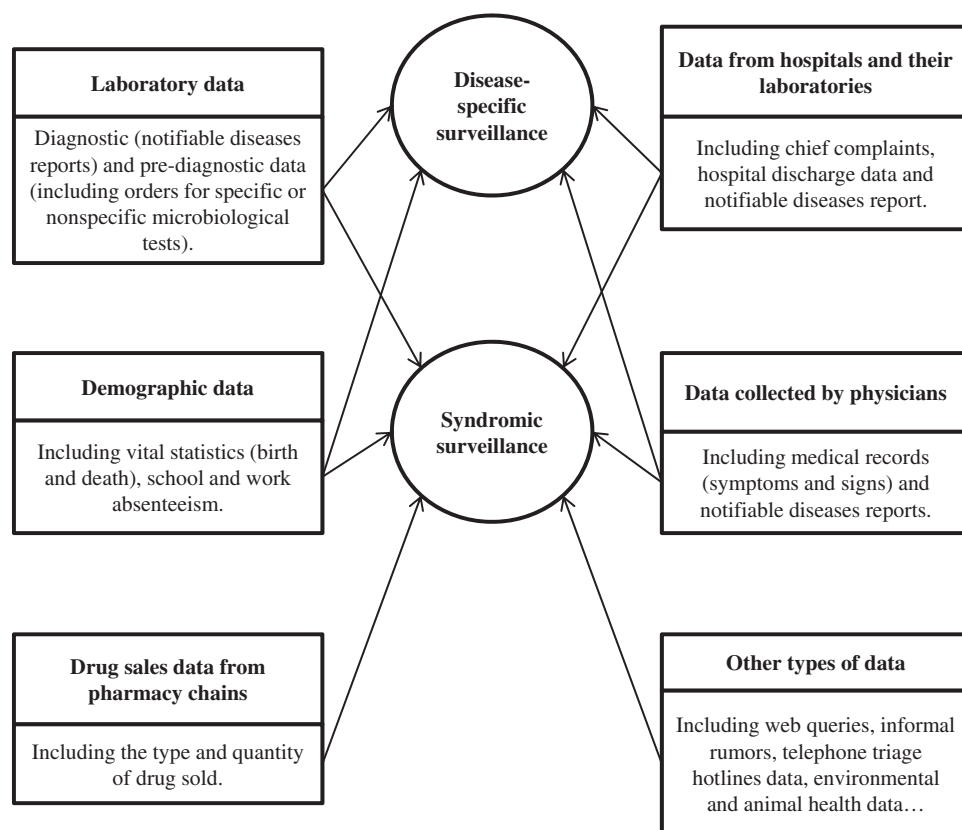 Laboratory data
Diagnostic (notifiable diseases
reports) and pre-diagnostic data
(including orders for specific or
nonspecific microbiological
tests).
Disease-
specific
surveillance
Data from hospitals and their
laboratories
Including chief complaints,
hospital discharge data and
notifiable diseases report.
Demographic data
Including vital statistics (birth
and death), school and work
absenteeism.
Syndromic
surveillance
Data collected by physicians
Including medical records
(symptoms and signs) and
notifiable diseases reports.
Drug sales data from
pharmacy chains
Including the type and quantity
of drug sold.
Other types of data
Including web queries, informal
rumors, telephone triage
hotlines data, environmental
and animal health data…